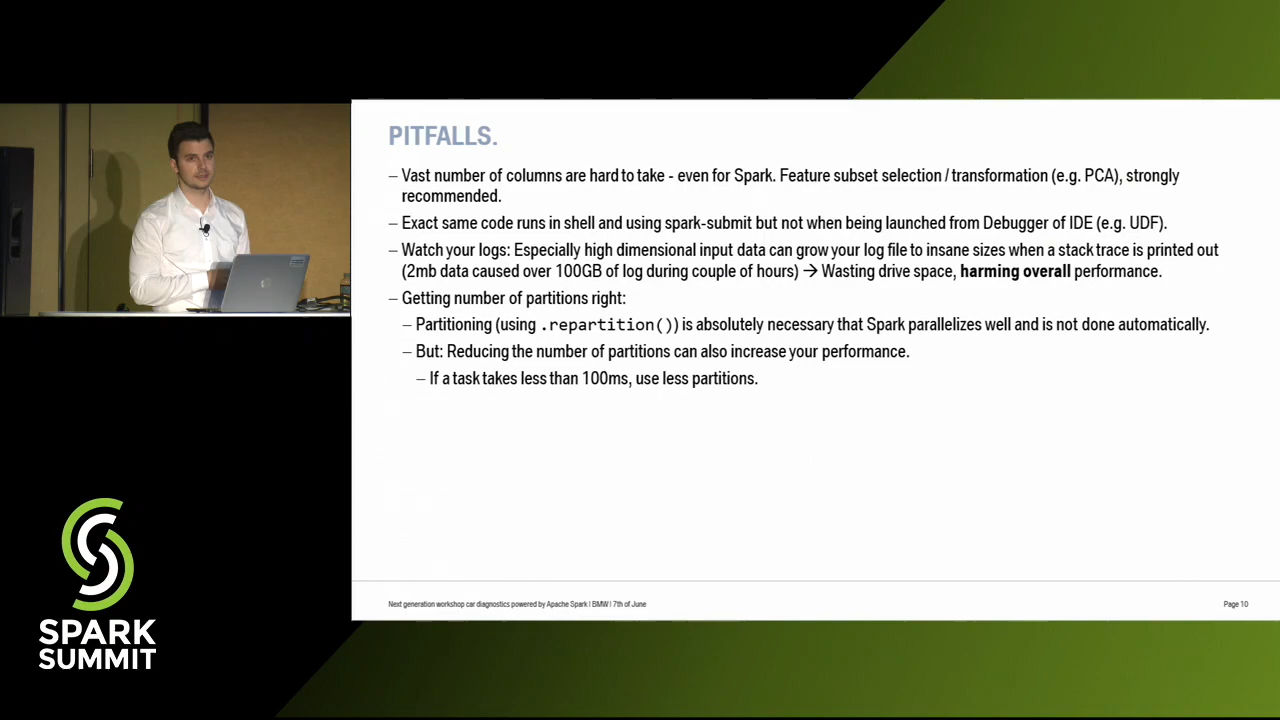 PITFALLS.
– Vast number of columns are hard to take - even for Spark. Feature subset selection / transformation (e.g. PCA), strongly
recommended.
– Exact same code runs in shell and using spark-submit but not when being launched from Debugger of IDE (e.g. UDF).
– Watch your logs: Especially high dimensional input data can grow your log file to insane sizes when a stack trace is printed out
(2mb data caused over 100GB of log during couple of hours) → Wasting drive space, harming overall performance.
– Getting number of partitions right:
– Partitioning (using .repartition()) is absolutely necessary that Spark parallelizes well and is not done automatically.
– But: Reducing the number of partitions can also increase your performance.
– If a task takes less than 100ms, use less partitions.
Next generation workshop car diagnostics powered by Apache Spark | BMW | 7th of June
Page 10
SPARK
SUMMIT